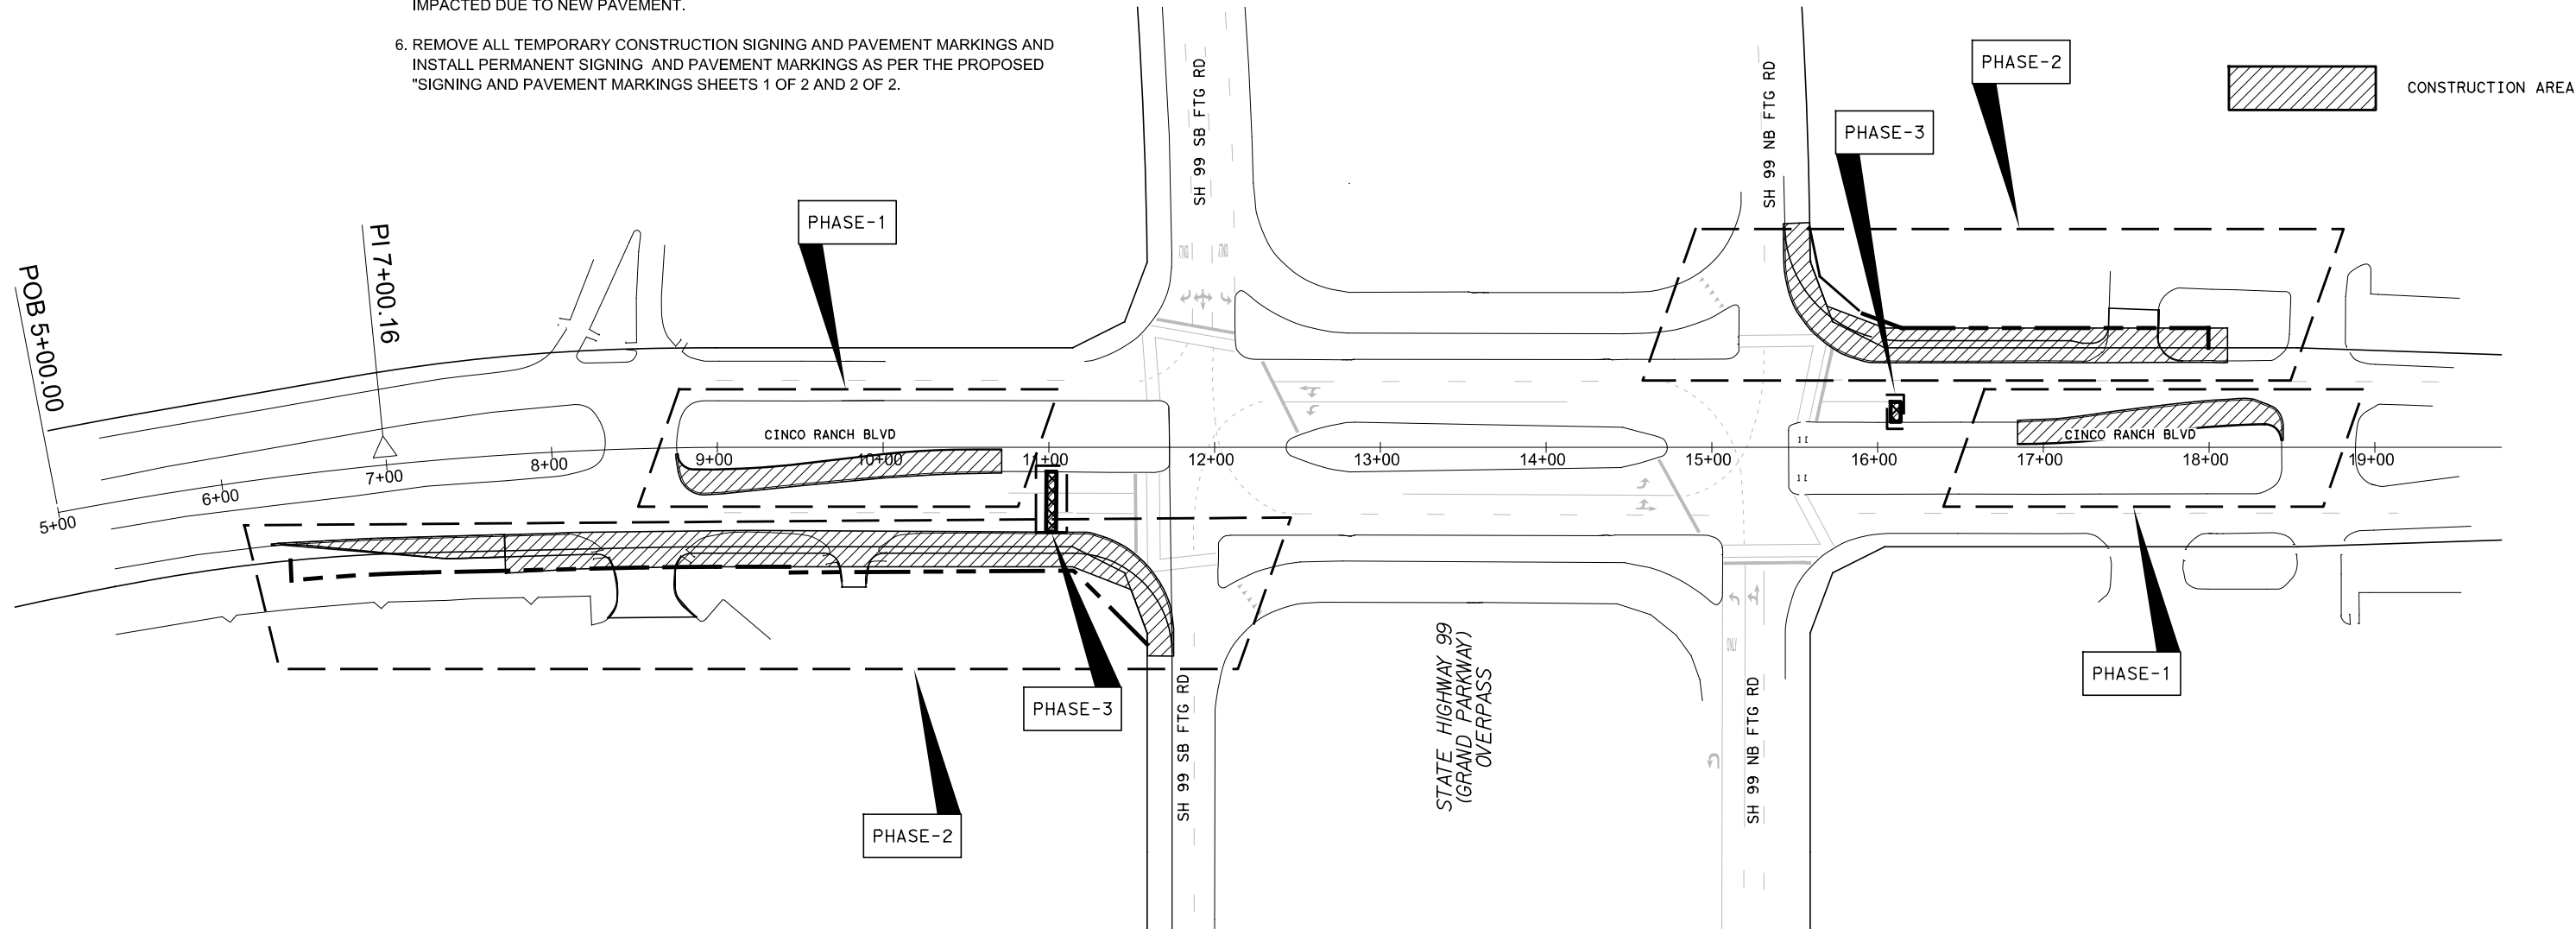 IMPACTED DUE TO NEW PAVEMENT.
6. REMOVE ALL TEMPORARY CONSTRUCTION SIGNING AND PAVEMENT MARKINGS AND
INSTALL PERMANENT SIGNING AND PAVEMENT MARKINGS AS PER THE PROPOSED
"SIGNING AND PAVEMENT MARKINGS SHEETS 1 OF 2 AND 2 OF 2.
SH 99 SB FTG RD
SH 99 NB FTG RD
PHASE-2
CONSTRUCTION AREA
PHASE-3
PHASE-1
PI 7+00.16
POB 5+00.00
ONLY
ONLY
CINCO RANCH BLVD
CINCO RANCH BLVD
5+00
6+00
7+00
8+00
9+00
10+00
11+00
12+00
13+00
14+00
15+00
16+00
17+00
18+00
19+00
STATE HIGHWAY 99
(GRAND PARKWAY)
OVERPASS
ONLY
SH 99 SB FTG RD
SH 99 NB FTG RD
PHASE-1
PHASE-3
PHASE-2